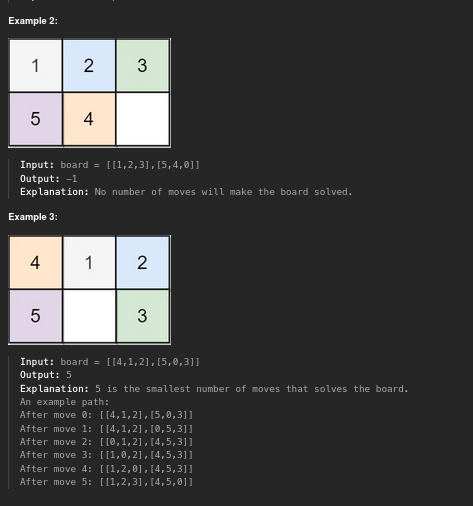 Example 2:
1 2 3
5 4
Input: board = [[1,2,3],[5,4,0]]
Output: -1
Explanation: No number of moves will make the board solved.
Example 3:
4 1 2
5 3
Input: board = [[4,1,2],[5,0,3]]
Output: 5
Explanation: 5 is the smallest number of moves that solves the board.
An example path:
After move 0: [[4,1,2],[5,0,3]]
After move 1: [[4,1,2],[0,5,3]]
After move 2: [[0,1,2],[4,5,3]]
After move 3: [[1,0,2],[4,5,3]]
After move 4: [[1,2,0],[4,5,3]]
After move 5: [[1,2,3],[4,5,0]]